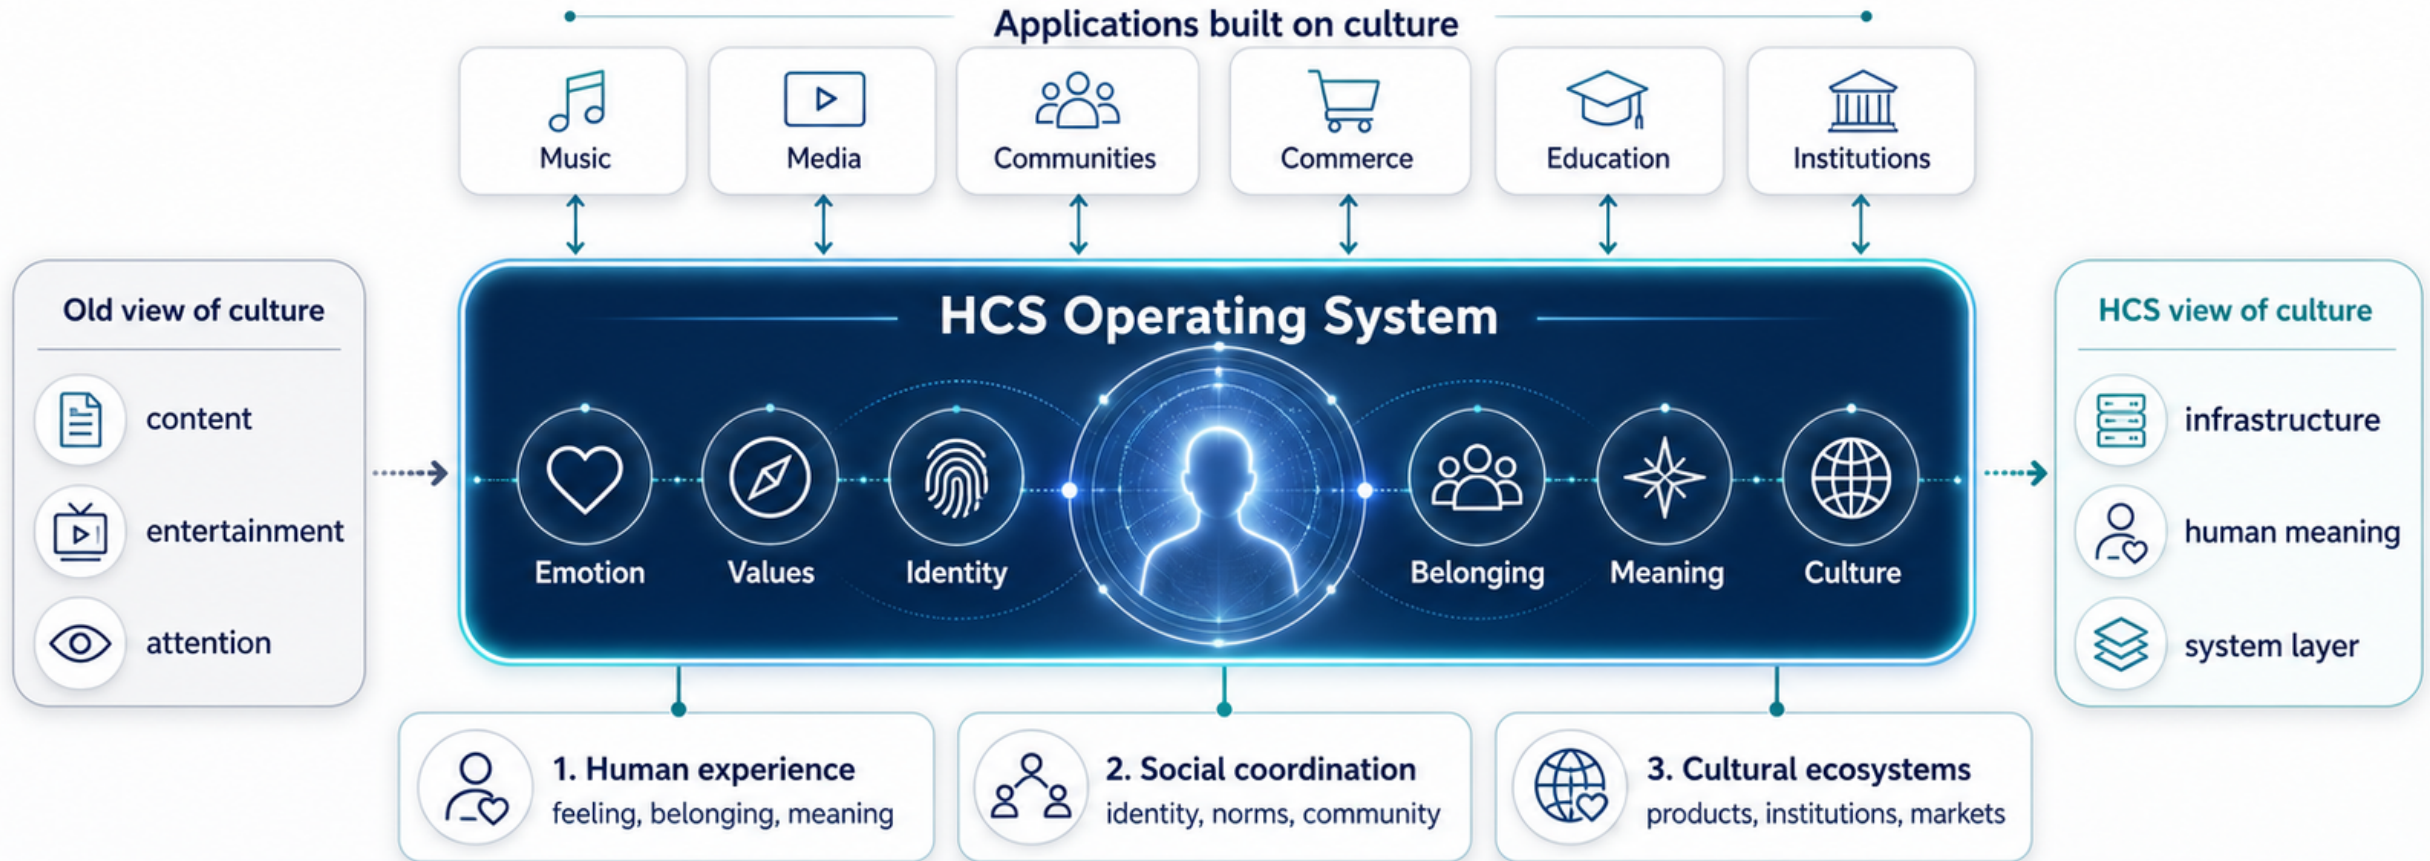 Applications built on culture
Music
Media
Communities
Commerce
Education
Institutions
Old view of culture
content
entertainment
attention
HCS Operating System
Emotion
Values
Identity
Belonging
Meaning
Culture
HCS view of culture
infrastructure
human meaning
system layer
1. Human experience
feeling, belonging, meaning
2. Social coordination
identity, norms, community
3. Cultural ecosystems
products, institutions, markets